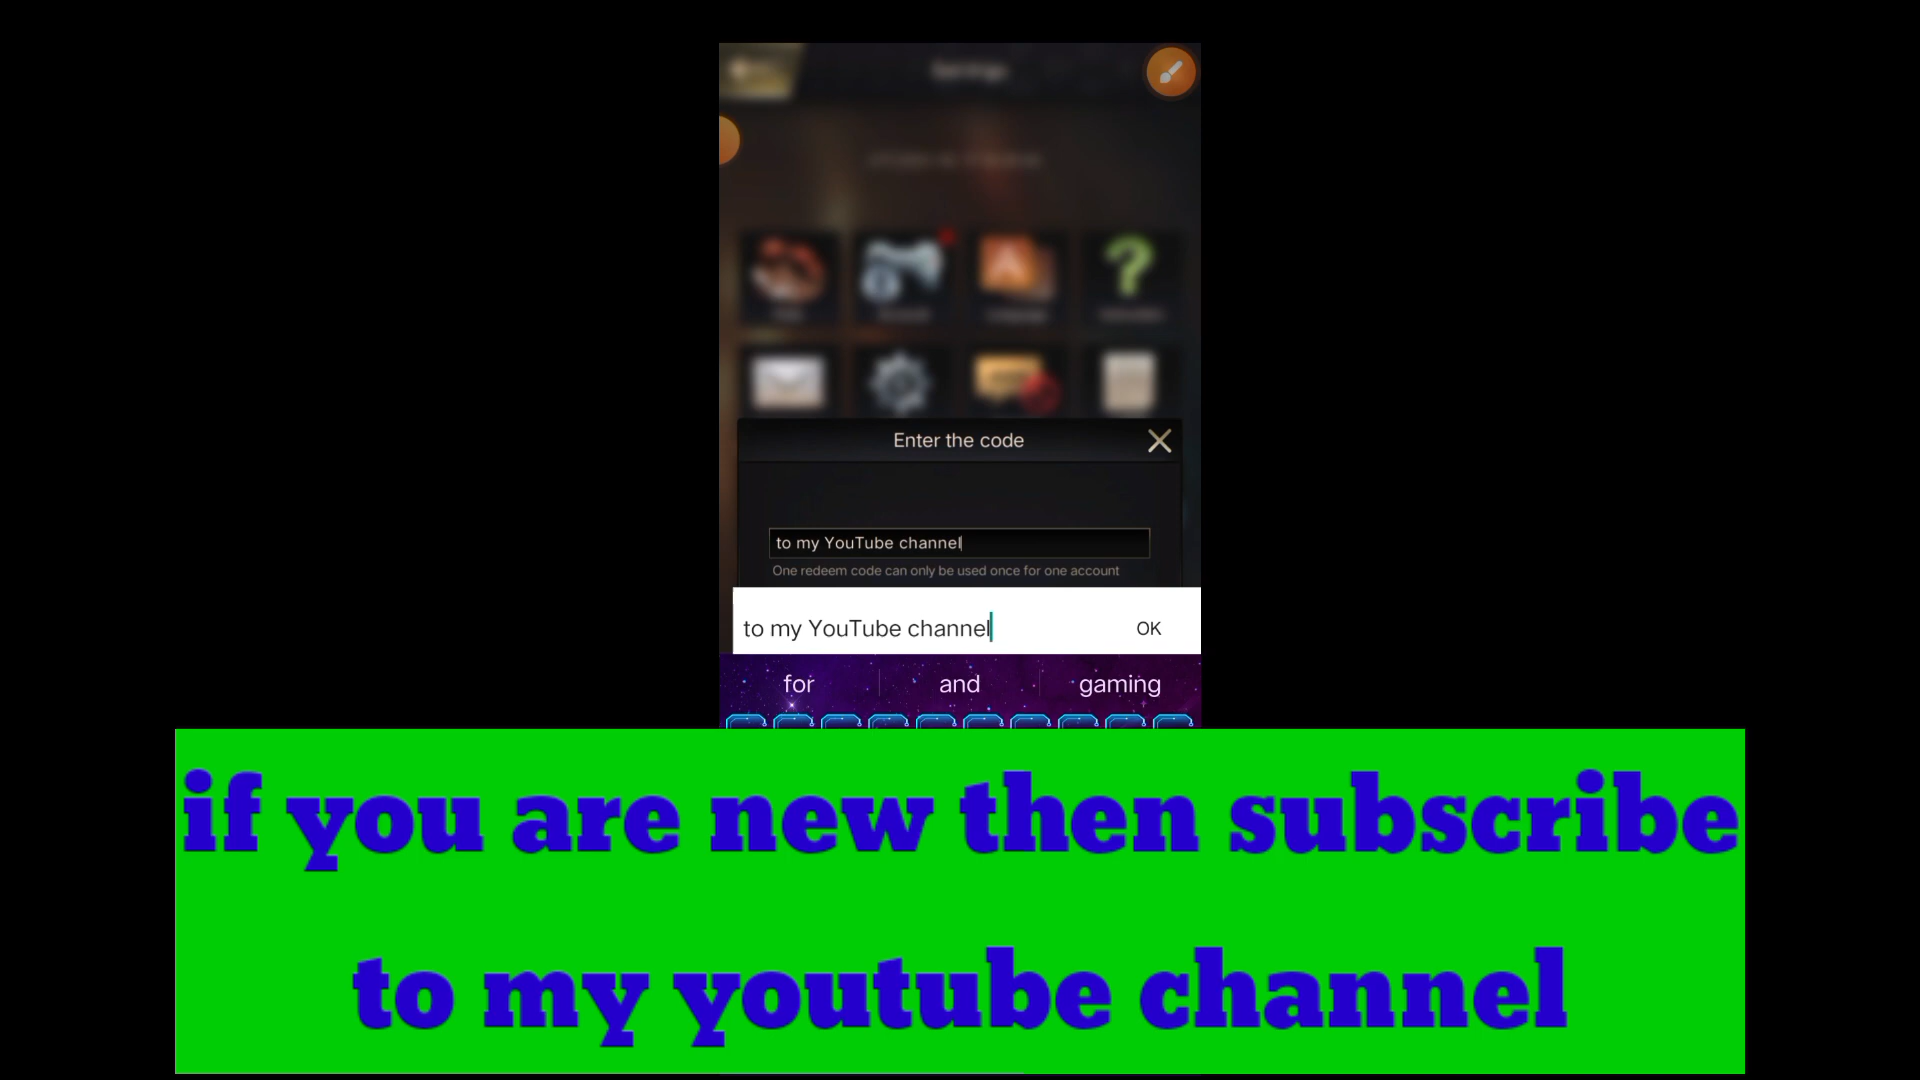 Settings
Enter the code
to my YouTube channel
One redeem code can only be used once for one account
to my YouTube channel
OK
for
and
gaming
if you are new then subscribe
to my youtube channel